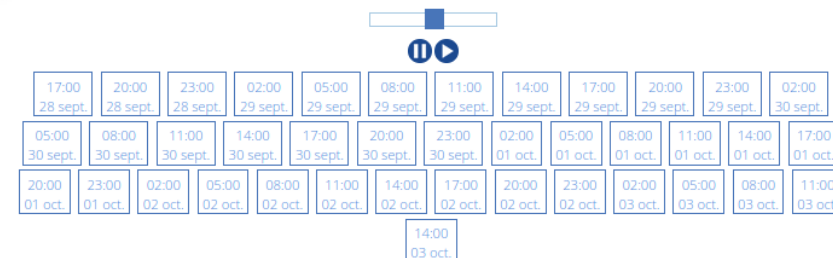 17:00 20:00 23:00 02:00 05:00 08:00 11:00 14:00 17:00 20:00 23:00 02:00
28 sept. 28 sept. 28 sept. 29 sept. 29 sept. 29 sept. 29 sept. 29 sept. 29 sept. 29 sept. 29 sept. 30 sept.
05:00 08:00 11:00 14:00 17:00 20:00 23:00 02:00 05:00 08:00 11:00 14:00 17:00
30 sept. 30 sept. 30 sept. 30 sept. 30 sept. 30 sept. 30 sept. 01 oct. 01 oct. 01 oct. 01 oct. 01 oct. 01 oct.
20:00 23:00 02:00 05:00 08:00 11:00 14:00 17:00 20:00 23:00 02:00 05:00 08:00 11:00
01 oct. 01 oct. 02 oct. 02 oct. 02 oct. 02 oct. 02 oct. 02 oct. 02 oct. 02 oct. 03 oct. 03 oct. 03 oct. 03 oct
14:00
03 oct.